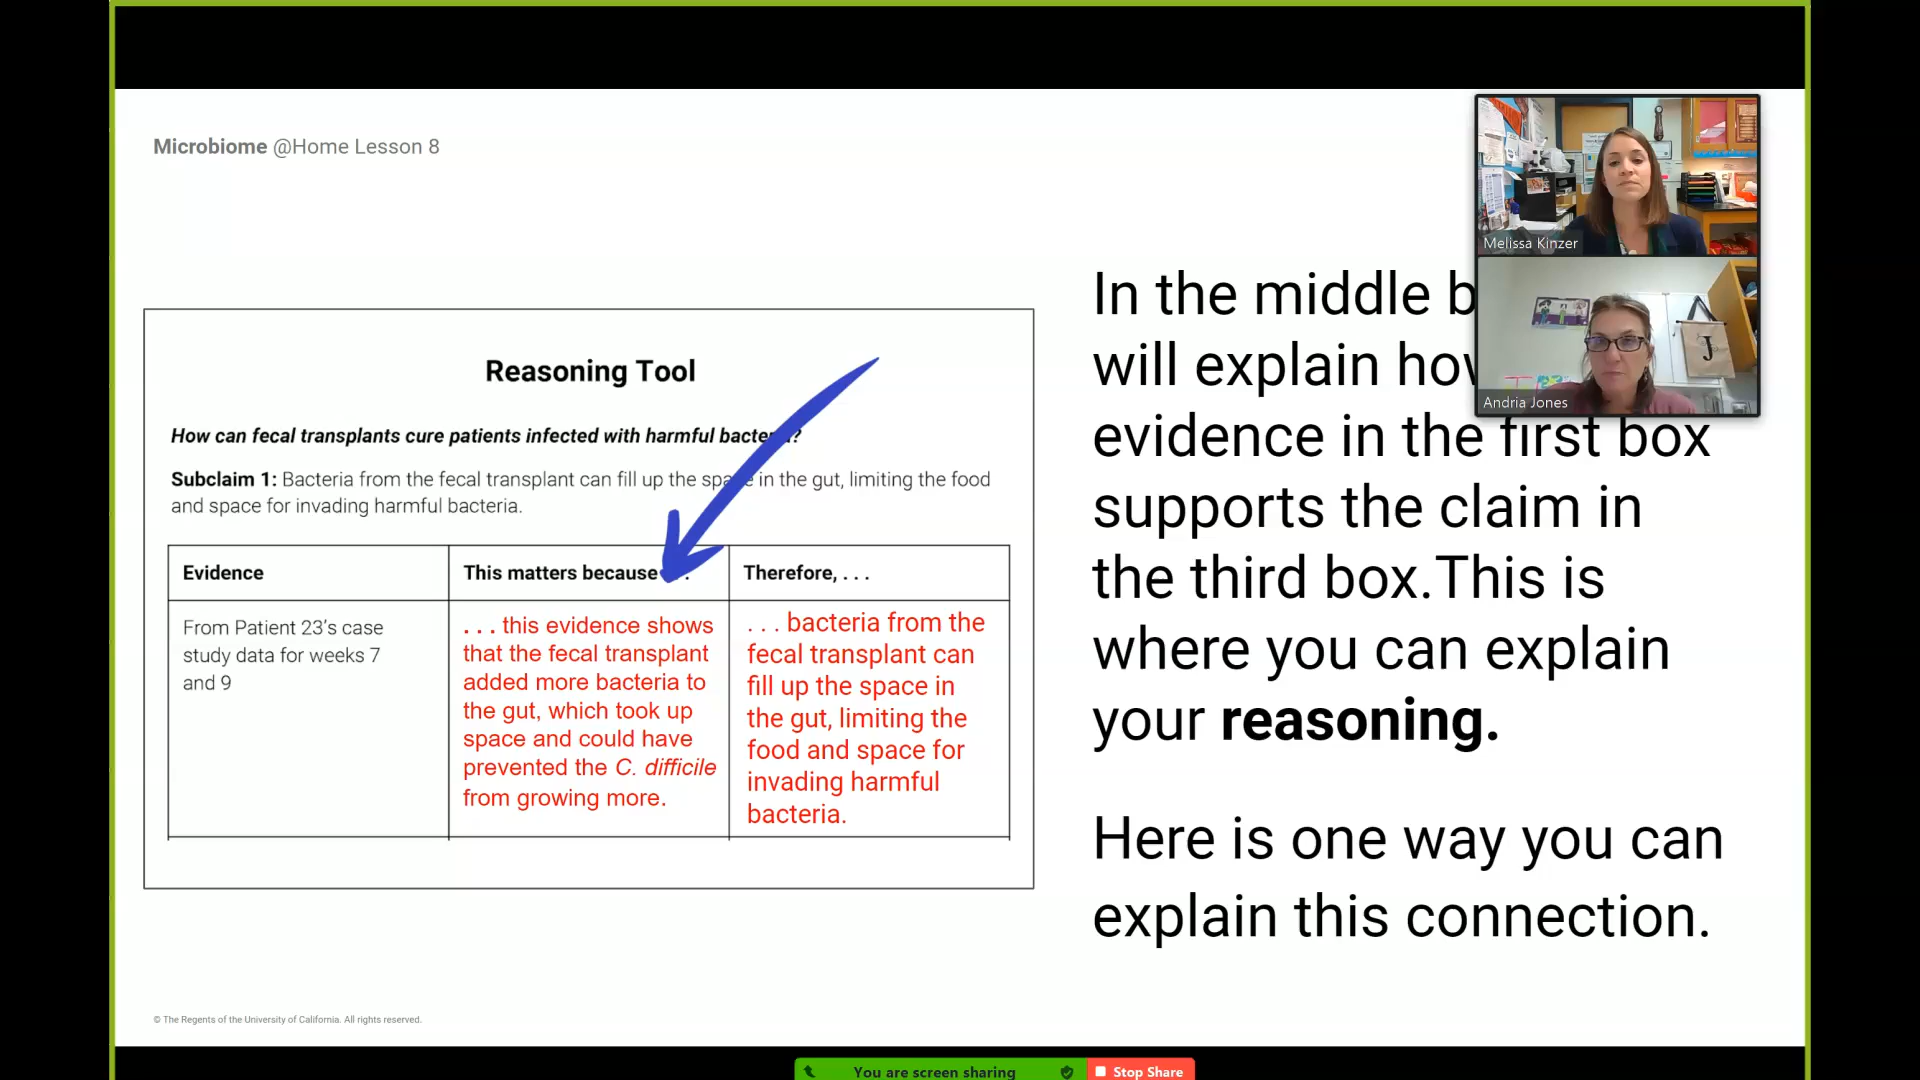 Microbiome @Home Lesson 8
Reasoning Tool
How can fecal transplants cure patients infected with harmful ?
Subclaim 1: Bacteria from the fecal transplant can fill up the in the gut, limiting the food
and space for invading harmful bacteria.
Evidence
This matters because
Therefore, . . .
From Patient 23's case
study data for weeks 7
and 9
. . . this evidence shows
that the fecal transplant
added more bacteria to
the gut, which took up
space and could have
prevented the C. difficile
from growing more.
. . . bacteria from the
fecal transplant can
fill up the space in
the gut, limiting the
food and space for
invading harmful
bacteria.
In the middle
will explain
evidence in the first box
supports the claim in
the third box.This is
where you can explain
your reasoning.
Here is one way you can
explain this connection.
Melissa Kinzer
J
Andria Jones
© The Regents of the University of California. All rights reserved.
You are screen sharing
Stop Share